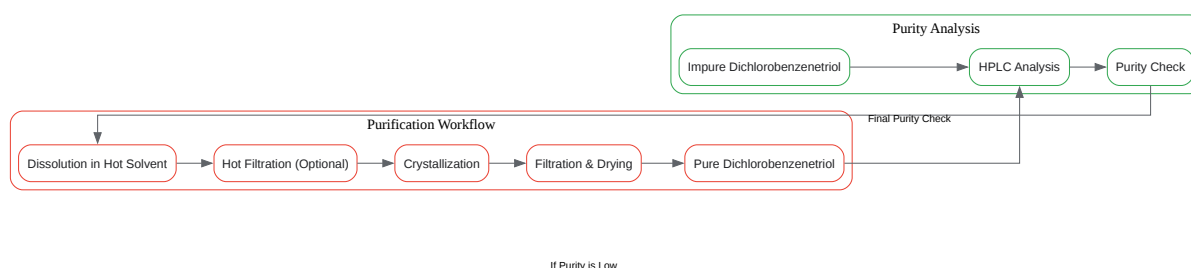 Purity Analysis
Impure Dichlorobenzenetriol
HPLC Analysis
Purity Check
Final Purity Check
Purification Workflow
Dissolution in Hot Solvent
Hot Filtration (Optional)
Crystallization
Filtration & Drying
Pure Dichlorobenzenetriol
If Purity is Low